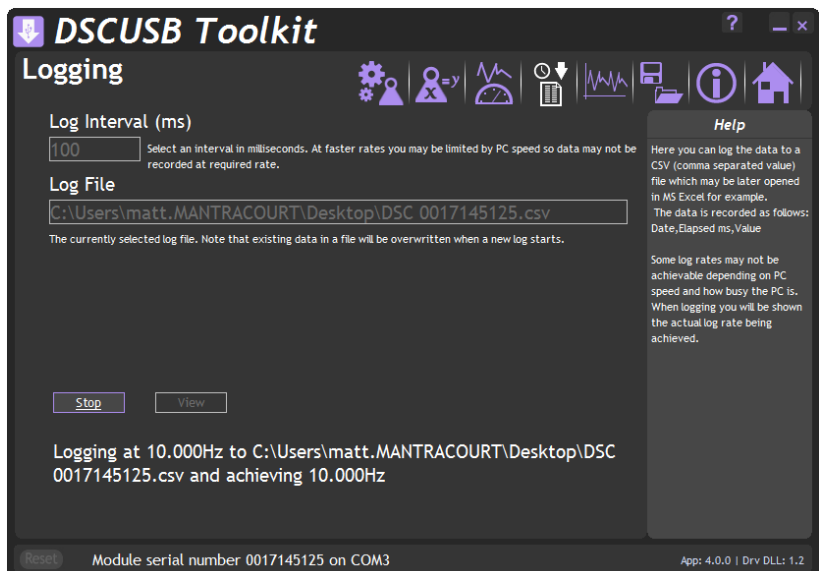 DSCUSB Toolkit
?
Logging
=y
x
Log Interval (ms)
100
Select an interval in milliseconds. At faster rates you may be limited by PC speed so data may not be
recorded at required rate.
Log File
C:\Users\matt.MANTRACOURT\Desktop\DSC 0017145125.csv
The currently selected log file. Note that existing data in a file will be overwritten when a new log starts.
Stop
View
Logging at 10.000Hz to C:\Users\matt.MANTRACOURT\Desktop\DSC
0017145125.csv and achieving 10.000Hz
Help
Here you can log the data to a
CSV (comma separated value)
file which may be later opened
in MS Excel for example.
The data is recorded as follows:
Date,Elapsed ms,Value
Some log rates may not be
achievable depending on PC
speed and how busy the PC is.
When logging you will be shown
the actual log rate being
achieved.
Reset
Module serial number 0017145125 on COM3
App: 4.0.0 | Drv DLL: 1.2